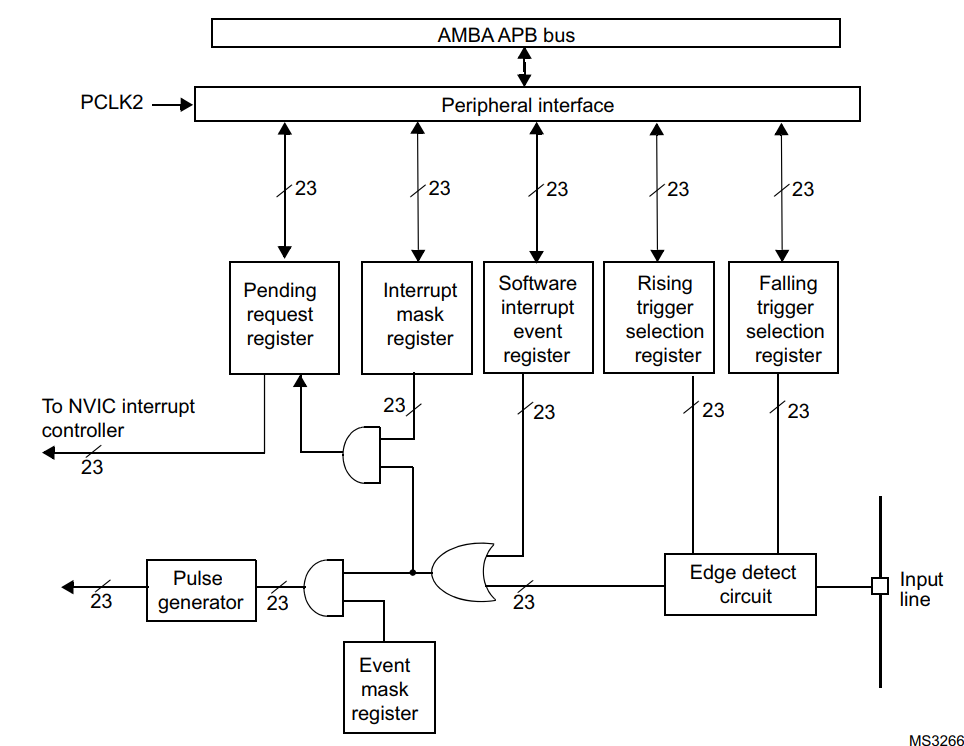 AMBA APB bus
PCLK2
Peripheral interface
23
23
23
23
23
Pending
request
register
Interrupt
mask
register
Software
interrupt
event
register
Rising
trigger
selection
register
Falling
trigger
selection
register
To NVIC interrupt
controller
23
23
23
23
23
Pulse
generator
23
23
23
Edge detect
circuit
Input
line
Event
mask
register
MS3266